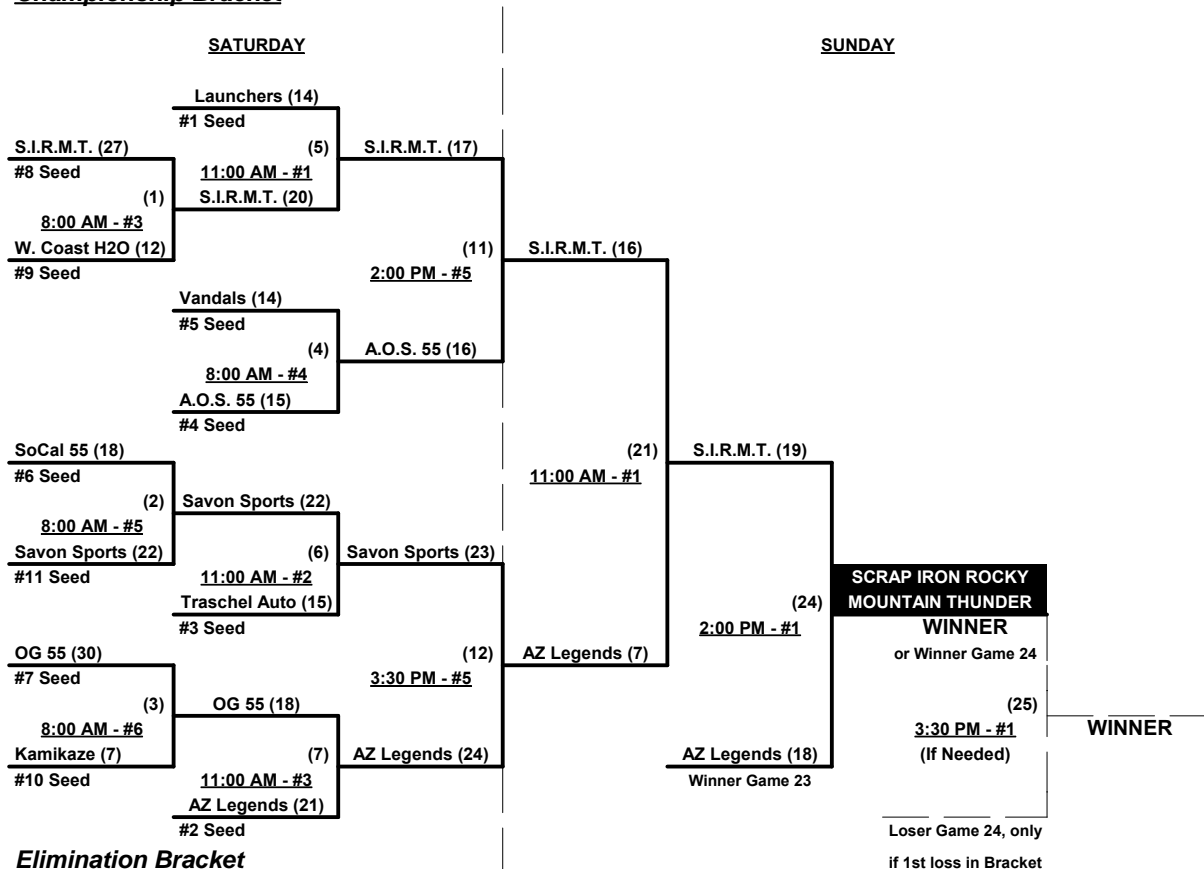 SATURDAY
SUNDAY
Launchers (14)
#1 Seed
S.I.R.M.T. (27)
(5)
S.I.R.M.T. (17)
#8 Seed
11:00 AM - #1
(1)
S.I.R.M.T. (20)
8:00 AM - #3
W. Coast H2O (12)
(11)
S.I.R.M.T. (16)
#9 Seed
2:00 PM - #5
Vandals (14)
#5 Seed
(4)
A.O.S. 55 (16)
8:00 AM - #4
A.O.S. 55 (15)
#4 Seed
SoCal 55 (18)
(21)
S.I.R.M.T. (19)
#6 Seed
11:00 AM - #1
(2)
Savon Sports (22)
8:00 AM - #5
Savon Sports (22)
(6)
Savon Sports (23)
#11 Seed
11:00 AM - #2
SCRAP IRON ROCKY
Traschel Auto (15)
(24)
MOUNTAIN THUNDER
#3 Seed
2:00 PM - #1
WINNER
OG 55 (30)
(12)
AZ Legends (7)
or Winner Game 24
#7 Seed
3:30 PM - #5
(3)
OG 55 (18)
(25)
8:00 AM - #6
3:30 PM - #1
WINNER
Kamikaze (7)
(7)
AZ Legends (24)
AZ Legends (18)
(If Needed)
#10 Seed
11:00 AM - #3
Winner Game 23
AZ Legends (21)
#2 Seed
Loser Game 24, only
Elimination Bracket
if 1st loss in Bracket